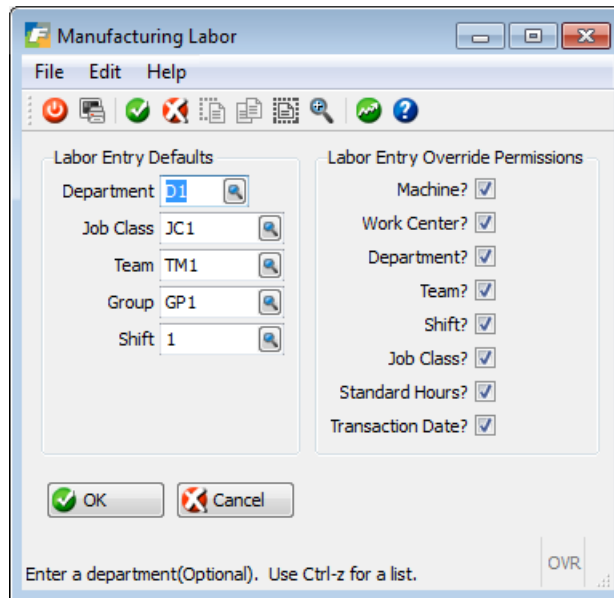 Manufacturing Labor
File Edit Help
Labor Entry Defaults
Department D1
Job Class JC1
Team TM1
Group GP1
Shift 1
Labor Entry Override Permissions
Machine?
Work Center?
Department?
Team?
Shift?
Job Class?
Standard Hours?
Transaction Date?
OK Cancel
Enter a department(Optional). Use Ctrl-z for a list.
OVR